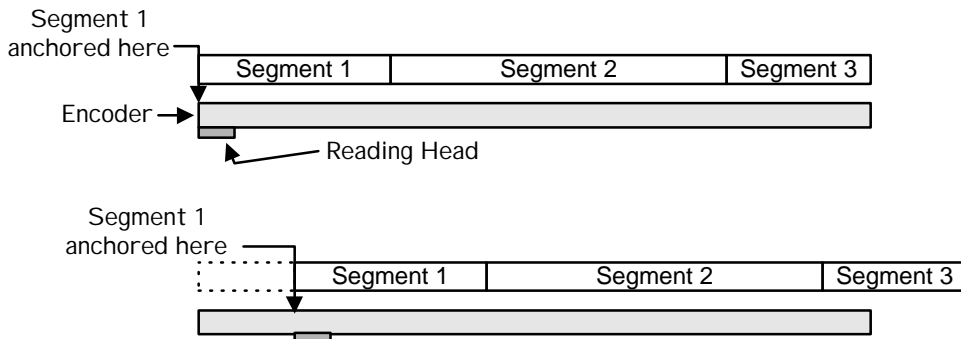 Segment 1
anchored here
Segment 1 Segment 2 Segment 3
Encoder
Reading Head
Segment 1
anchored here
Segment 1 Segment 2 Segment 3